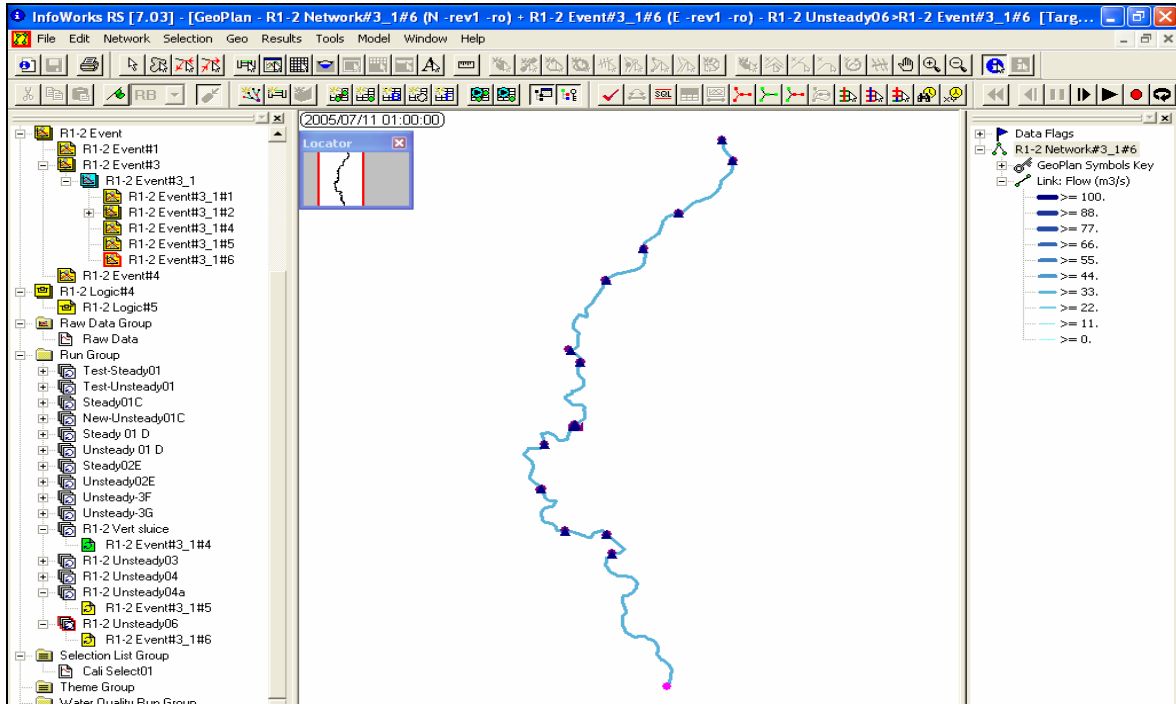 InfoWorks RS [7.03] - [GeoPlan - R1-2 Network#3_1#6 (N -rev1 -ro) + R1-2 Event#3_1#6 (E -rev1 -ro) - R1-2 Unsteady06>R1-2 Event#3_1#6 [Targ...
File Edit Network Selection Geo Results Tools Model Window Help
A
RB
SQL
R1-2 Event
R1-2 Event#1
R1-2 Event#3
R1-2 Event#3_1
R1-2 Event#3_1#1
R1-2 Event#3_1#2
R1-2 Event#3_1#4
R1-2 Event#3_1#5
R1-2 Event#3_1#6
R1-2 Event#4
R1-2 Logic#4
R1-2 Logic#5
Raw Data Group
Raw Data
Run Group
Test-Steady01
Test-Unsteady01
Steady01C
New-Unsteady01C
Steady 01 D
Unsteady 01 D
Steady02E
Unsteady02E
Unsteady-3F
Unsteady-3G
R1-2 Vert sluice
R1-2 Event#3_1#4
R1-2 Unsteady03
R1-2 Unsteady04
R1-2 Unsteady04a
R1-2 Event#3_1#5
R1-2 Unsteady06
R1-2 Event#3_1#6
Selection List Group
Cali Select01
Theme Group
Water Quality Run Group
(2005/07/11 01:00:00)
Locator
Data Flags
R1-2 Network#3_1#6
GeoPlan Symbols Key
Link: Flow (m3/s)
>= 100.
>= 88.
>= 77.
>= 66.
>= 55.
>= 44.
>= 33.
>= 22.
>= 11.
>= 0.